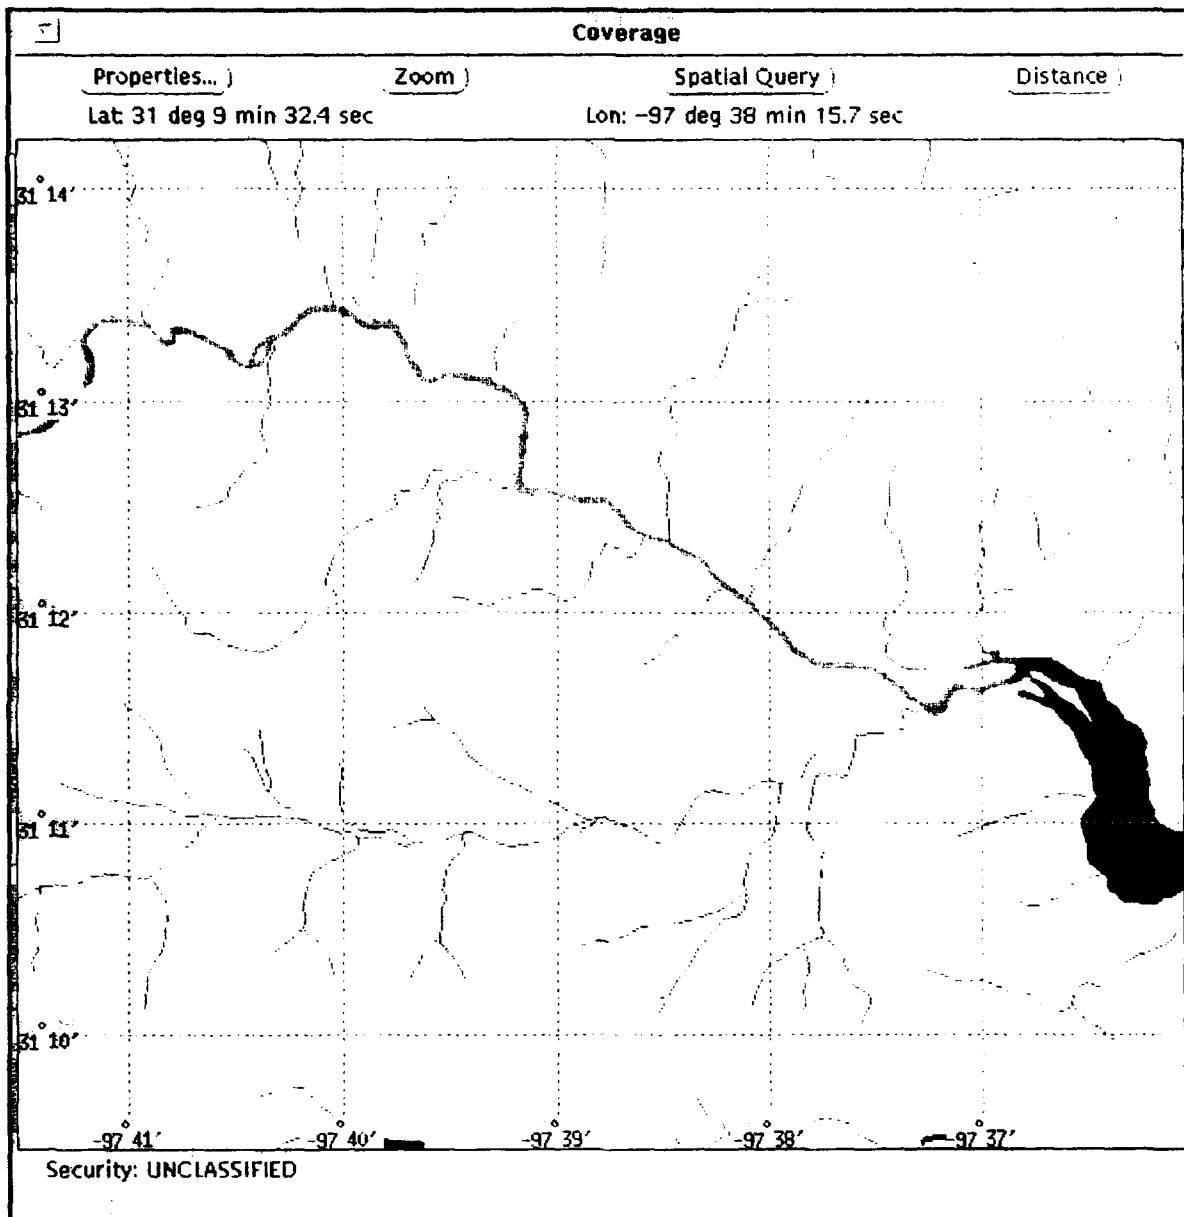 Coverage
Properties... Zoom Spatial Query Distance
Lat: 31 deg 9 min 32.4 sec Lon: -97 deg 38 min 15.7 sec
31° 14′
31° 13′
31° 12′
31° 11′
31° 10′
-97° 41′ -97° 40′ -97° 39′ -97° 38′ -97° 37′
Security: UNCLASSIFIED